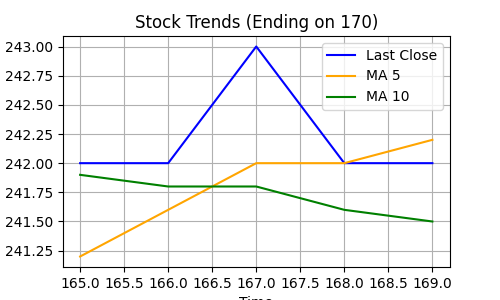 Stock Trends (Ending on 170)
243.00
242.75
242.50
242.25
242.00
241.75
241.50
241.25
Last Close
MA 5
MA 10
165.0 165.5 166.0 166.5 167.0 167.5 168.0 168.5 169.0
Time